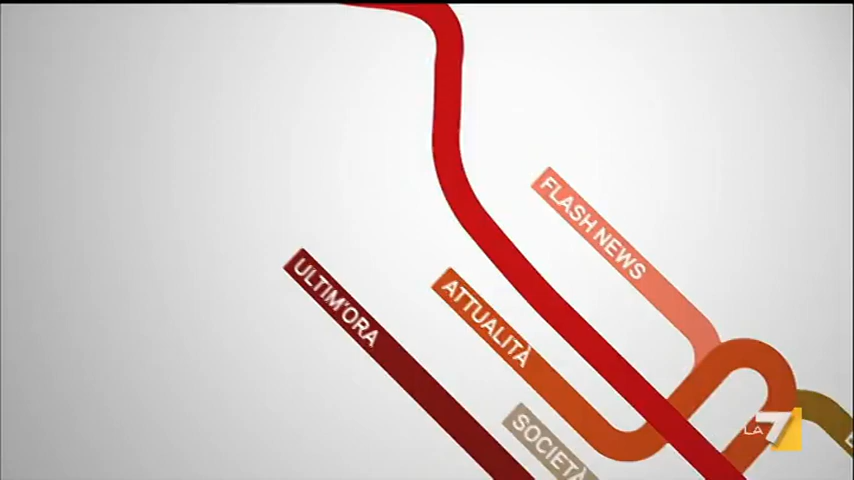 FLASH NEWS
ULTIM'ORA
ATTUALITÀ
SOCIETÀ
LA7